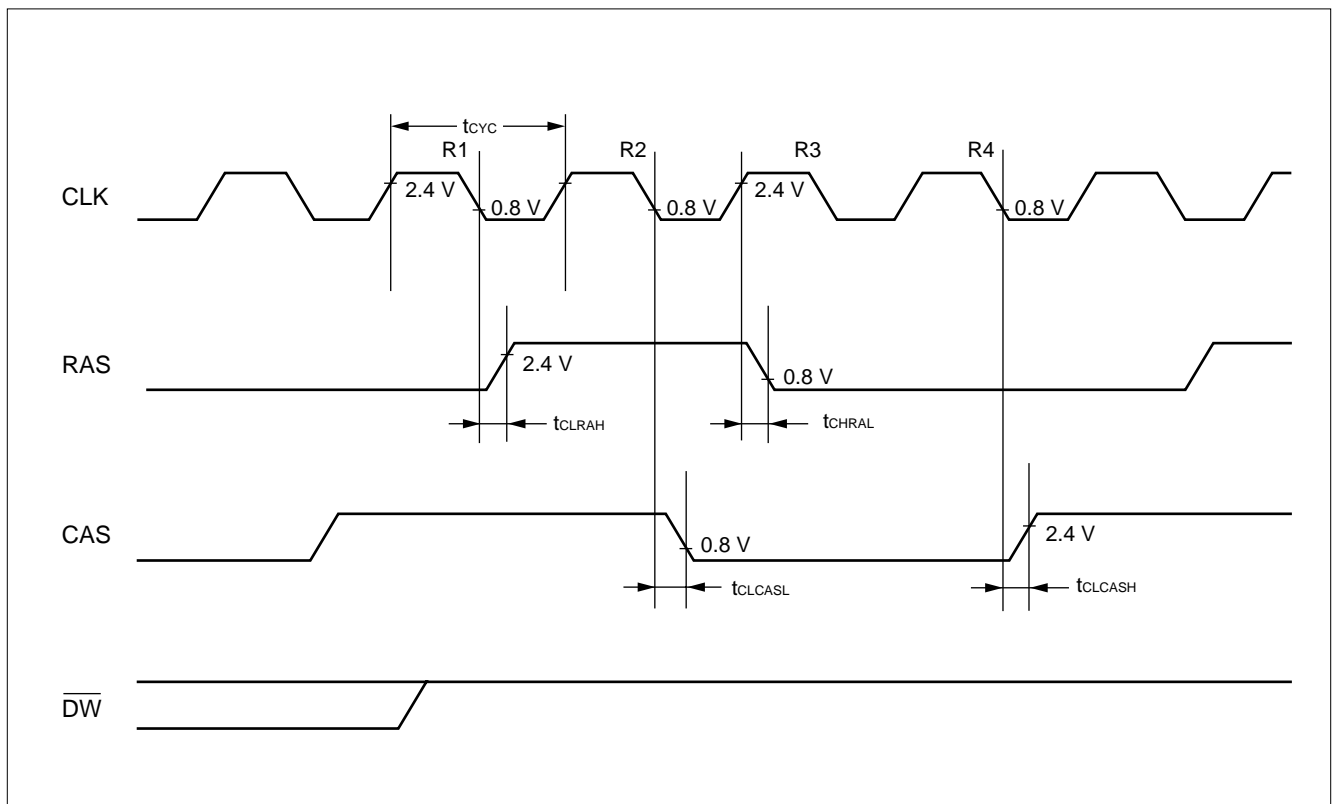 tCYC
R1 R2 R3 R4
CLK 2.4 V 0.8 V 0.8 V 2.4 V 0.8 V
RAS 2.4 V 0.8 V
tCLRAH tCHRAL
CAS 0.8 V 2.4 V
tCLCASL tCLCASH
DW